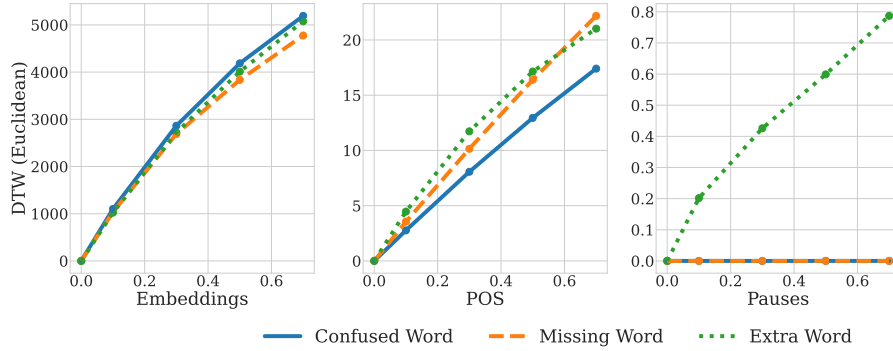 DTW (Euclidean)
5000
4000
3000
2000
1000
0
0.0 0.2 0.4 0.6
Embeddings
20
15
10
5
0
0.0 0.2 0.4 0.6
POS
0.8
0.7
0.6
0.5
0.4
0.3
0.2
0.1
0.0
0.0 0.2 0.4 0.6
Pauses
Confused Word Missing Word Extra Word